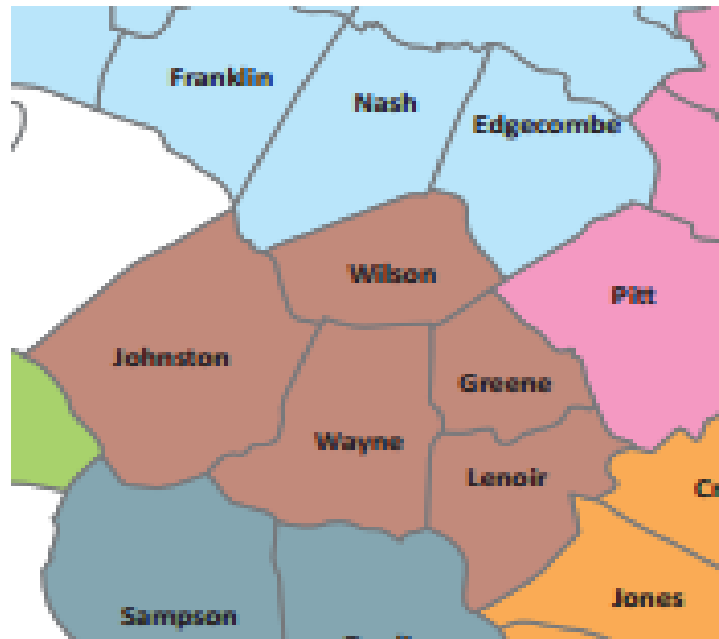 Franklin
Nash
Edgecombe
Wilson
Pitt
Johnston
Greene
Wayne
Lenoir
Jones
Sampson